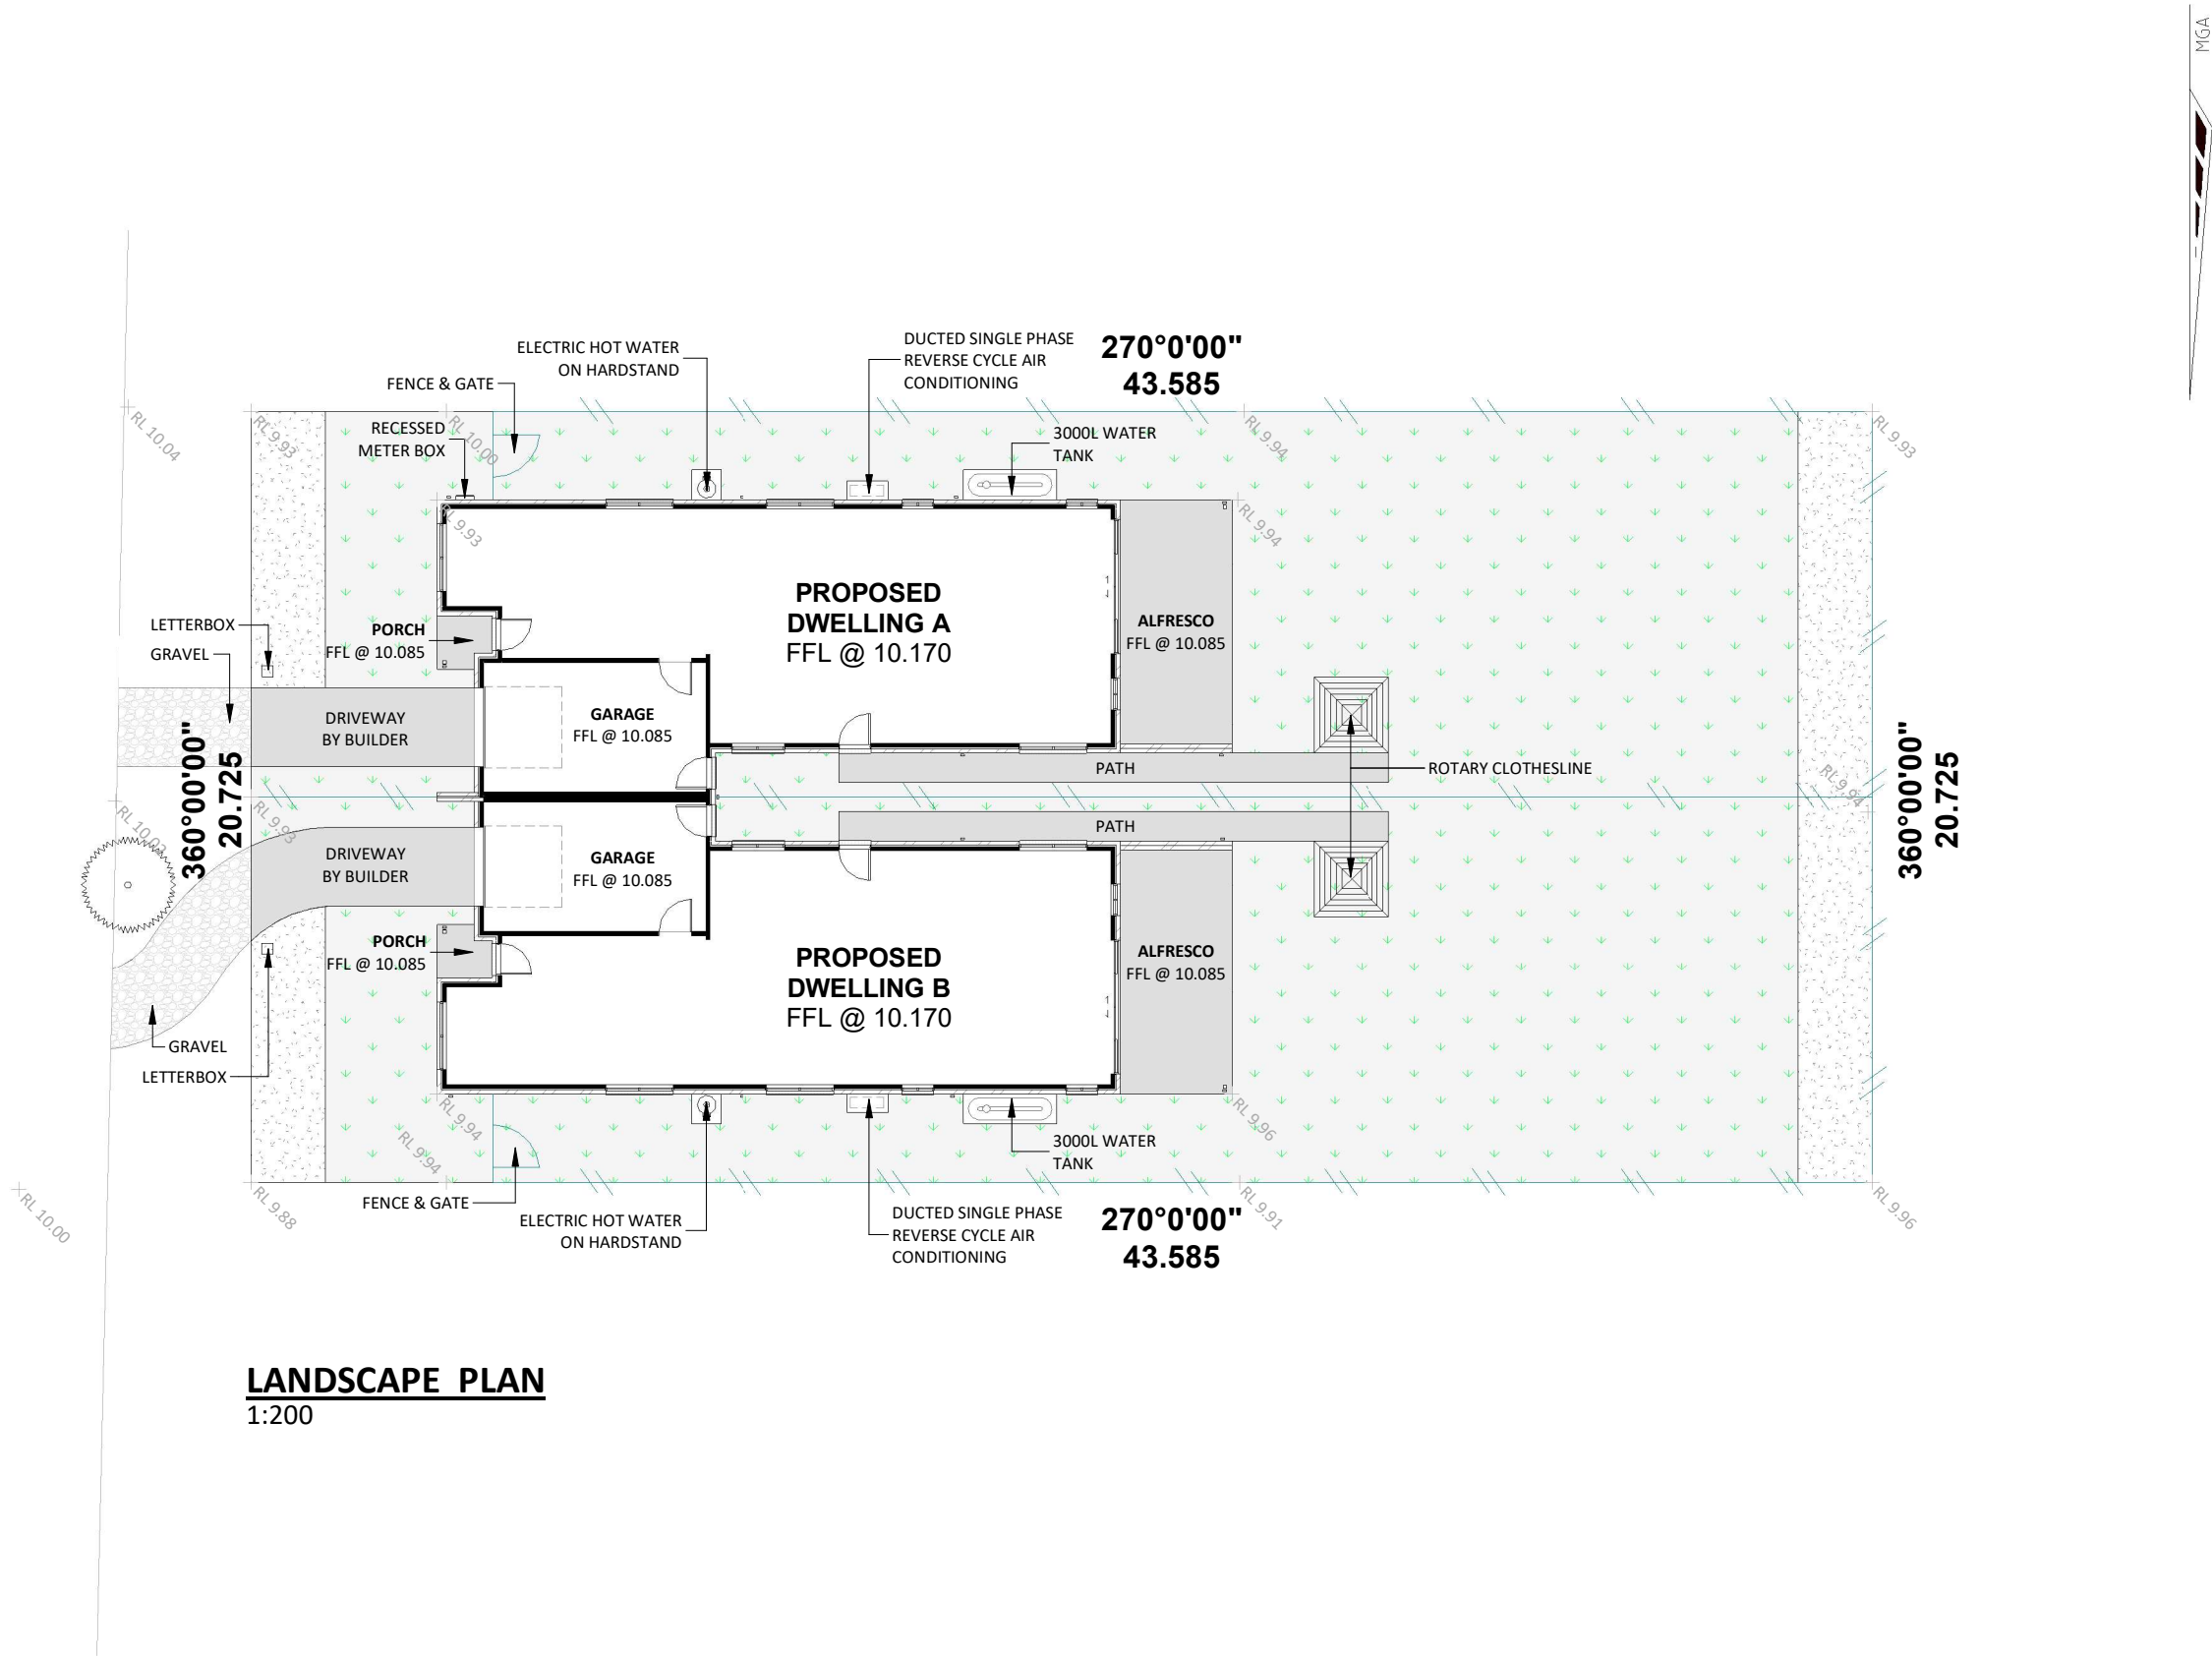 MGA
ELECTRIC HOT WATER
ON HARDSTAND
DUCTED SINGLE PHASE
REVERSE CYCLE AIR
CONDITIONING
270°0'00"
43.585
FENCE & GATE
RL 10.04
RL 9.93
RL 10.00
RECESSED
METER BOX
3000L WATER
TANK
RL 9.94
RL 9.93
RL 9.93
RL 9.94
PROPOSED
DWELLING A
FFL @ 10.170
LETTERBOX
GRAVEL
PORCH
FFL @ 10.085
ALFRESCO
FFL @ 10.085
DRIVEWAY
BY BUILDER
GARAGE
FFL @ 10.085
360°00'00"
20.725
360°00'00"
20.725
PATH
ROTARY CLOTHESLINE
RL 9.94
RL 10.02
RL 9.93
PATH
DRIVEWAY
BY BUILDER
GARAGE
FFL @ 10.085
PORCH
FFL @ 10.085
PROPOSED
DWELLING B
FFL @ 10.170
ALFRESCO
FFL @ 10.085
GRAVEL
LETTERBOX
RL 9.94
RL 9.94
RL 9.96
3000L WATER
TANK
FENCE & GATE
RL 10.00
RL 9.88
ELECTRIC HOT WATER
ON HARDSTAND
DUCTED SINGLE PHASE
REVERSE CYCLE AIR
CONDITIONING
270°0'00"
43.585
RL 9.91
RL 9.96
LANDSCAPE PLAN
1:200